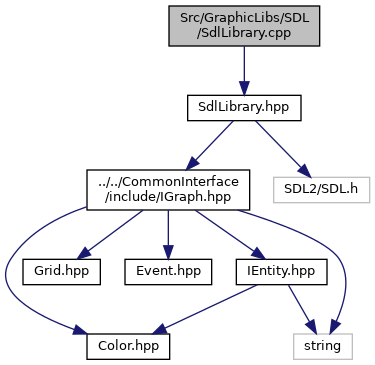 Src/GraphicLibs/SDL
/SdlLibrary.cpp
SdlLibrary.hpp
../../CommonInterface
/include/IGraph.hpp
SDL2/SDL.h
Grid.hpp
Event.hpp
IEntity.hpp
Color.hpp
string